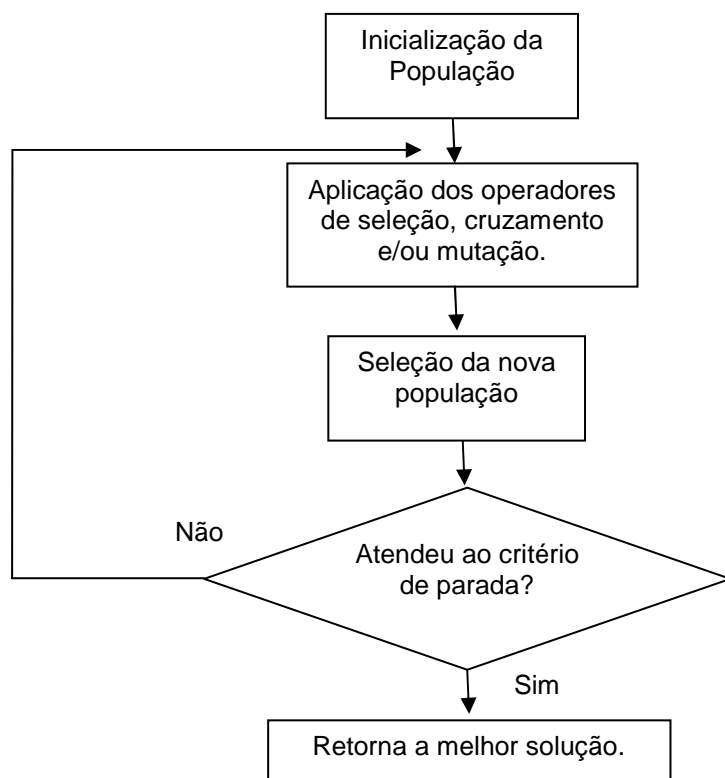 Inicialização da
População
Aplicação dos operadores
de seleção, cruzamento
e/ou mutação.
Seleção da nova
população
Não
Atendeu ao critério
de parada?
Sim
Retorna a melhor solução.